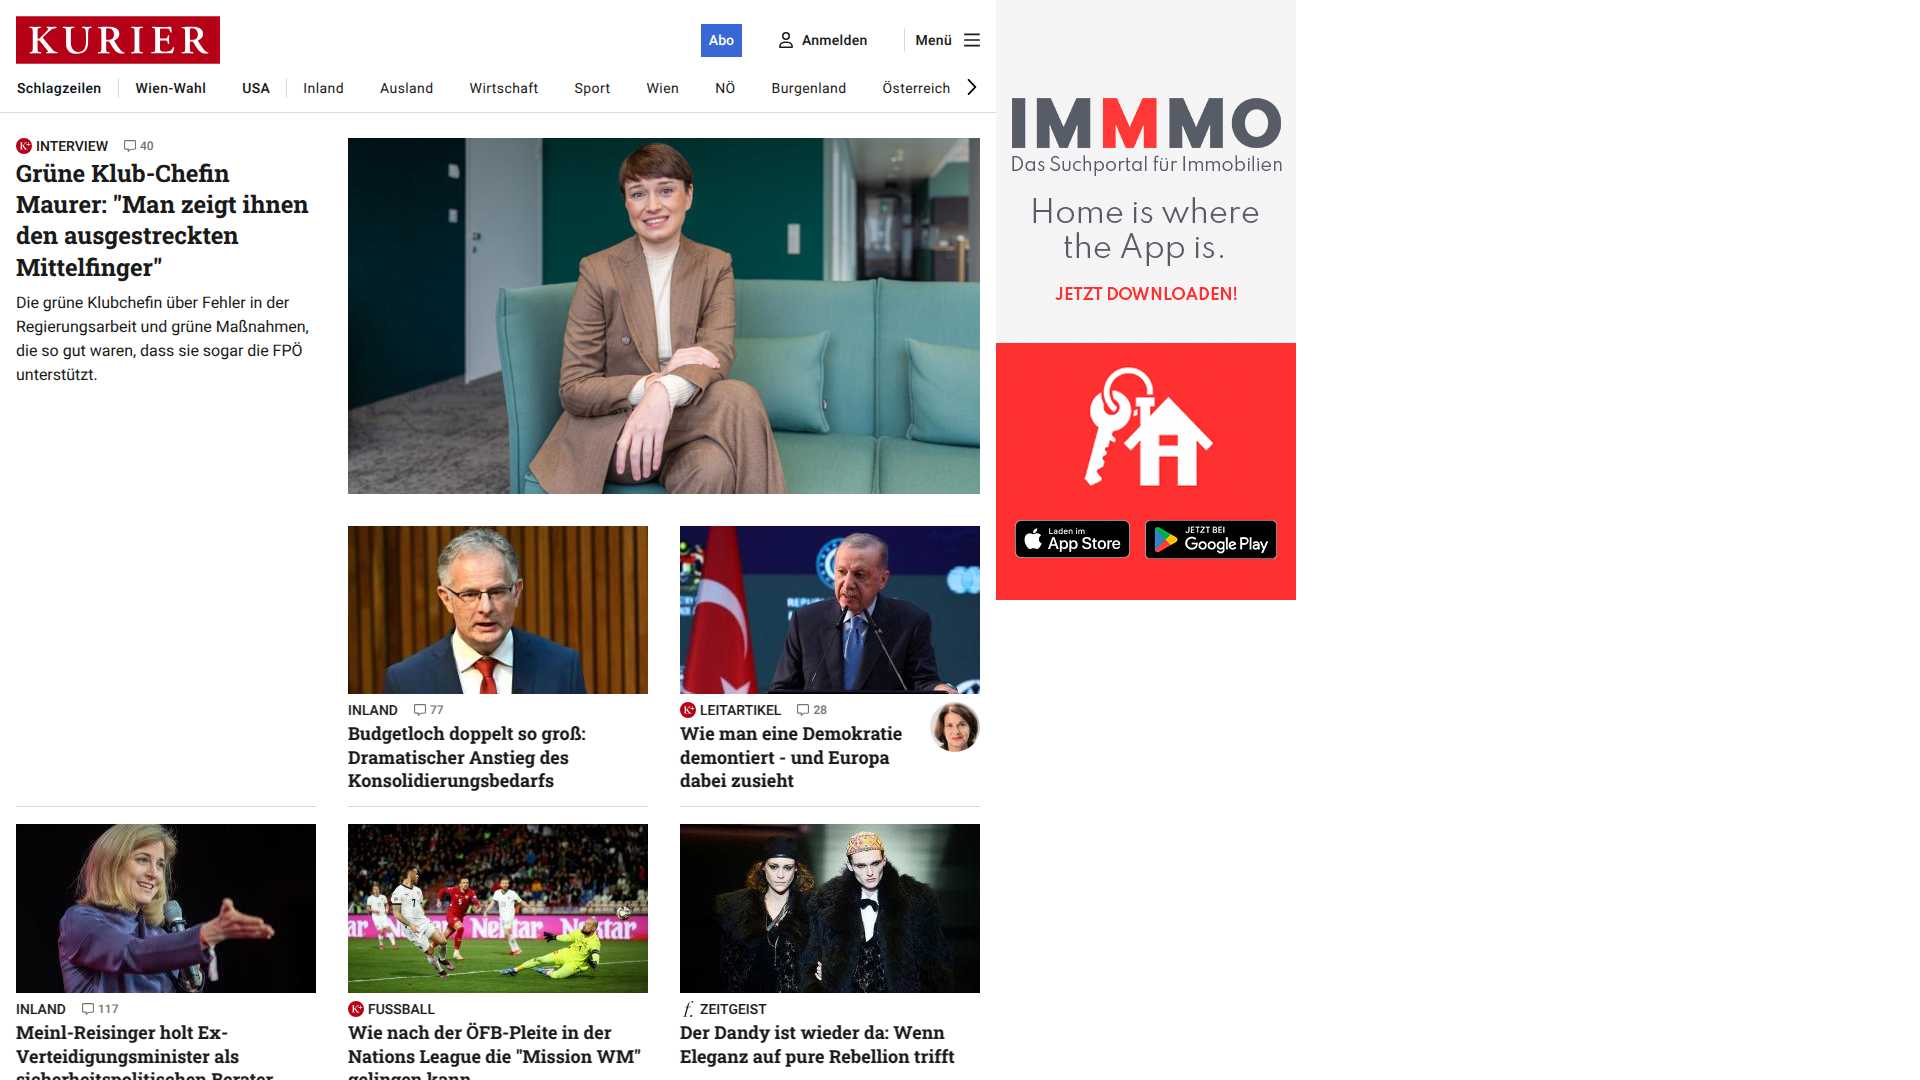 KURIER
Abo
Anmelden
Menü
Schlagzeilen
Wien-Wahl
USA
Inland
Ausland
Wirtschaft
Sport
Wien
NÖ
Burgenland
Österreich
INTERVIEW 40
Grüne Klub-Chefin
Maurer: "Man zeigt ihnen
den ausgestreckten
Mittelfinger"
Die grüne Klubchefin über Fehler in der
Regierungsarbeit und grüne Maßnahmen,
die so gut waren, dass sie sogar die FPÖ
unterstützt.
INLAND 77
Budgetloch doppelt so groß:
Dramatischer Anstieg des
Konsolidierungsbedarfs
LEITARTIKEL 28
Wie man eine Demokratie
demontiert - und Europa
dabei zusieht
INLAND 117
Meinl-Reisinger holt Ex-
Verteidigungsminister als
sicherheitspolitischen Berater
Nektar
K+ FUSSBALL
Wie nach der ÖFB-Pleite in der
Nations League die "Mission WM"
gelingen kann
f. ZEITGEIST
Der Dandy ist wieder da: Wenn
Eleganz auf pure Rebellion trifft
IMMMO
Das Suchportal für Immobilien
Home is where
the App is.
JETZT DOWNLOADEN!
Laden im
App Store
JETZT BEI
Google Play